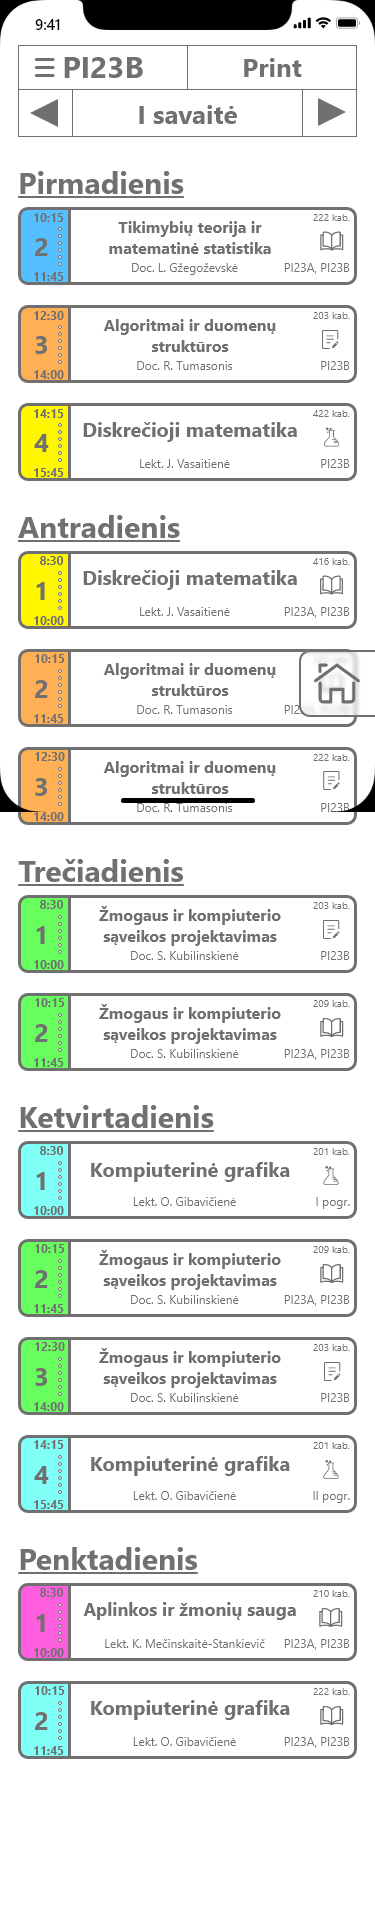 9:41
☰ PI23B
Print
◀ I savaitė ▶
Pirmadienis
10:15
222 kab.
Tikimybių teorija ir
2
matematinė statistika
Doc. L. Gžegoževskė
PI23A, PI23B
11:45
12:30
203 kab.
Algoritmai ir duomenų
3
struktūros
Doc. R. Tumasonis
PI23B
14:00
14:15
422 kab.
4
Diskrečioji matematika
Lekt. J. Vasaitienė
PI23B
15:45
Antradienis
8:30
416 kab.
1
Diskrečioji matematika
Lekt. J. Vasaitienė
PI23A, PI23B
10:00
10:15
Algoritmai ir duomenų
2
struktūros
Doc. R. Tumasonis
11:45
12:30
222 kab.
Algoritmai ir duomenų
3
struktūros
Doc. R. Tumasonis
PI23B
14:00
Trečiadienis
8:30
203 kab.
Žmogaus ir kompiuterio
1
sąveikos projektavimas
Doc. S. Kubilinskienė
PI23B
10:00
10:15
209 kab.
Žmogaus ir kompiuterio
2
sąveikos projektavimas
Doc. S. Kubilinskienė
PI23A, PI23B
11:45
Ketvirtadienis
8:30
201 kab.
1
Kompiuterinė grafika
Lekt. O. Gibavičienė
I pogr.
10:00
10:15
209 kab.
Žmogaus ir kompiuterio
2
sąveikos projektavimas
Doc. S. Kubilinskienė
PI23A, PI23B
11:45
12:30
203 kab.
Žmogaus ir kompiuterio
3
sąveikos projektavimas
Doc. S. Kubilinskienė
PI23B
14:00
14:15
201 kab.
4
Kompiuterinė grafika
Lekt. O. Gibavičienė
II pogr.
15:45
Penktadienis
8:30
210 kab.
1
Aplinkos ir žmonių sauga
Lekt. K. Mečinskaitė-Stankievič
PI23A, PI23B
10:00
10:15
222 kab.
2
Kompiuterinė grafika
Lekt. O. Gibavičienė
PI23A, PI23B
11:45